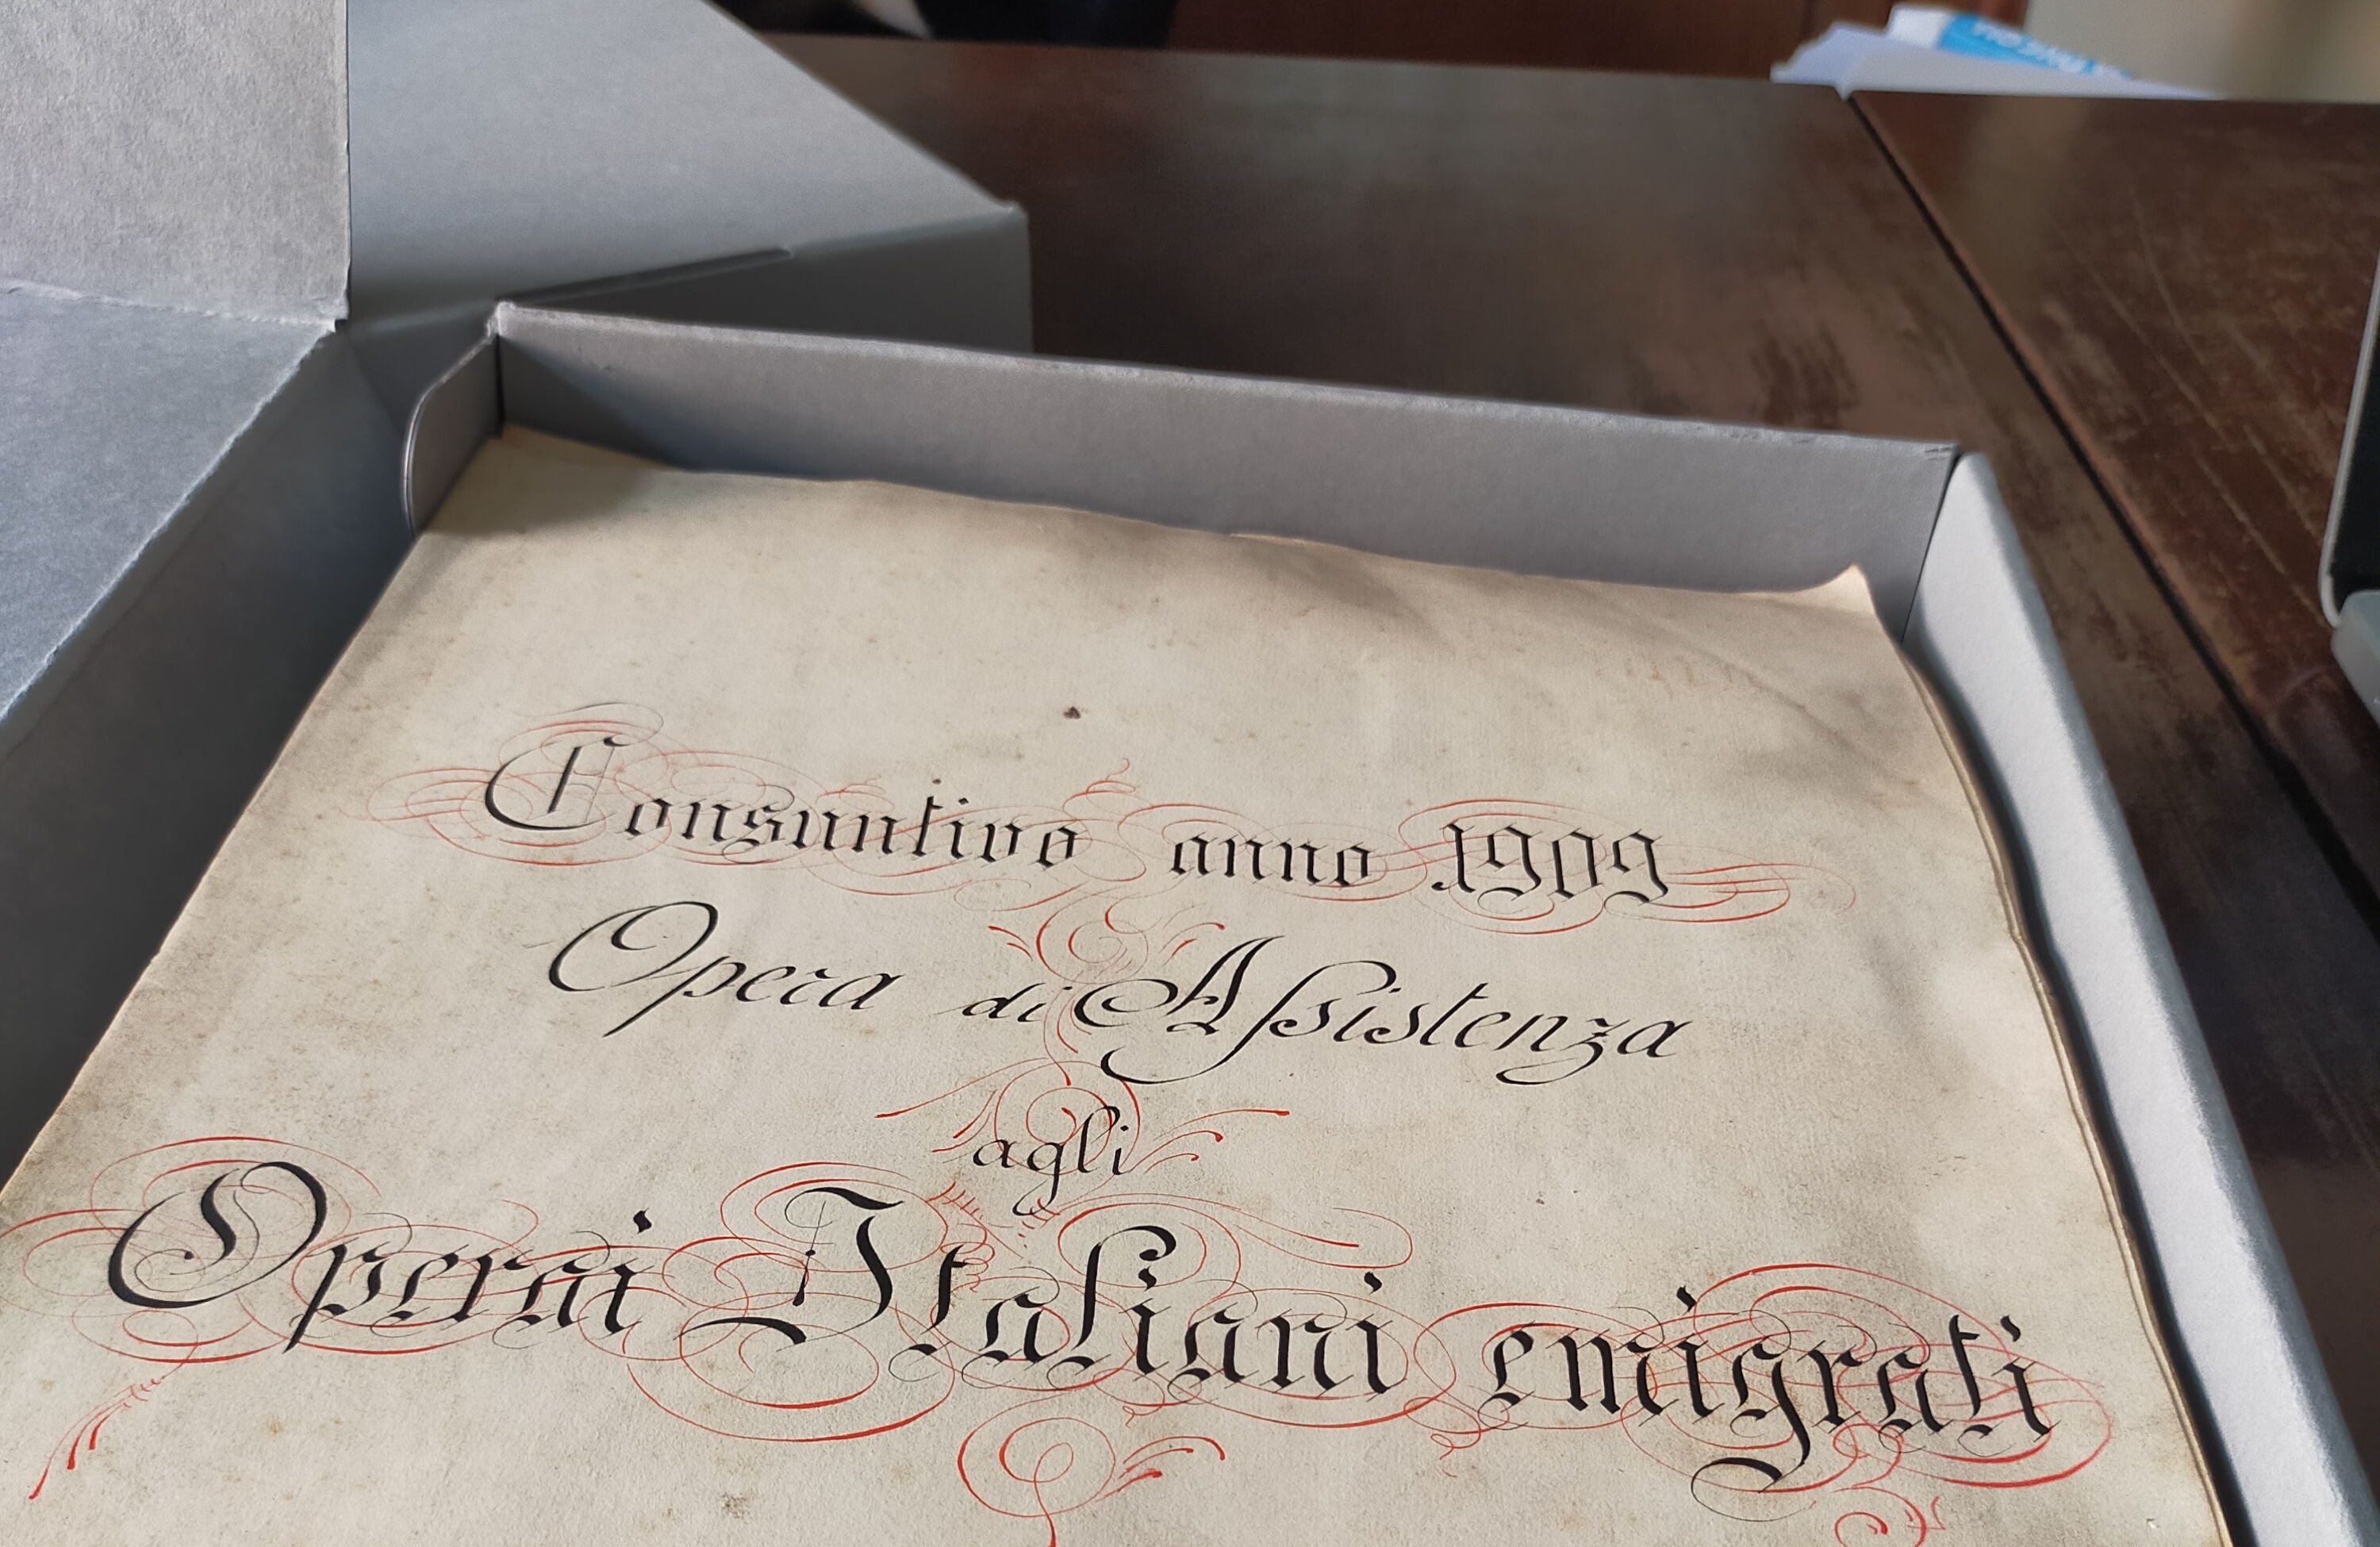 Consuntivo anno 1909
Opera di Assistenza
agli
Operai Italiani emigrati